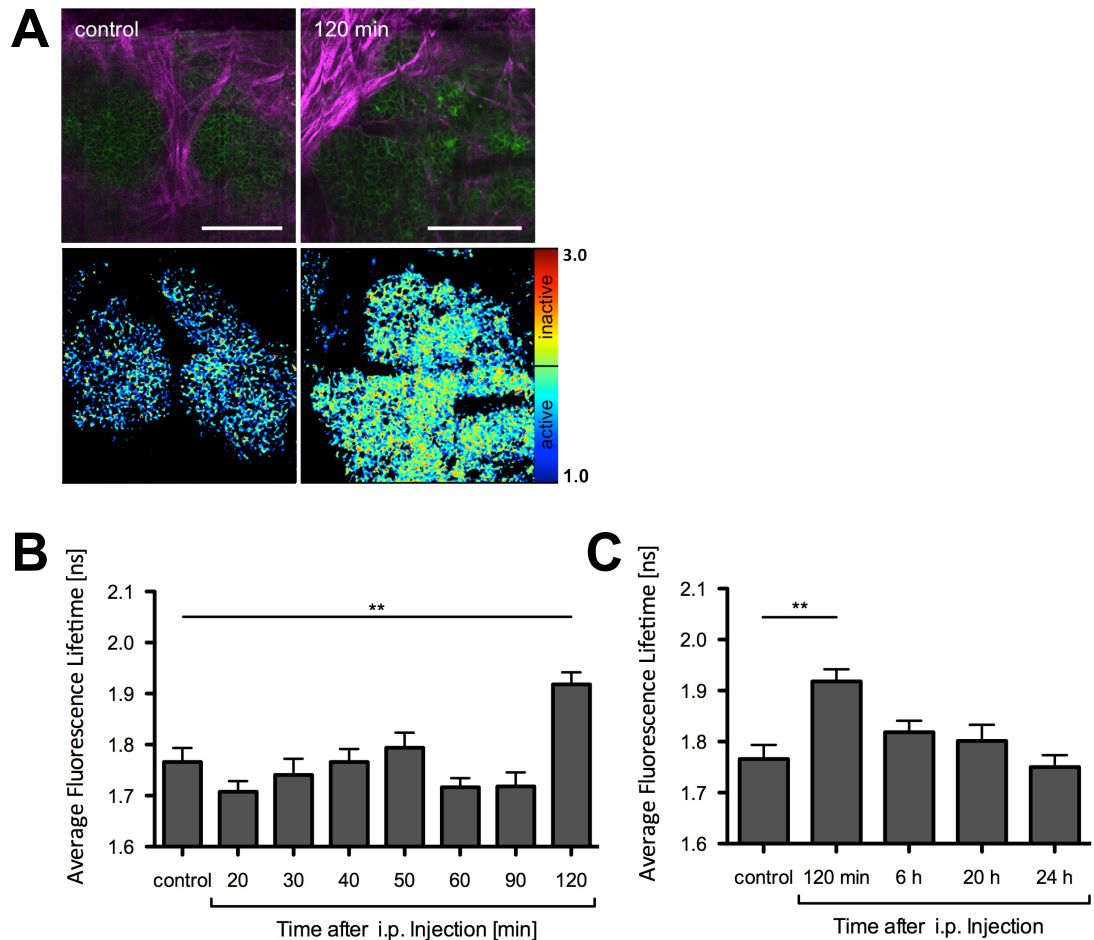 A
control
120 min
3.0
inactive
active
1.0
B
Average Fluorescence Lifetime [ns]
2.1
2.0
1.9
1.8
1.7
1.6
**
control 20 30 40 50 60 90 120
Time after i.p. Injection [min]
C
Average Fluorescence Lifetime [ns]
2.1
2.0
1.9
1.8
1.7
1.6
**
control 120 min 6 h 20 h 24 h
Time after i.p. Injection